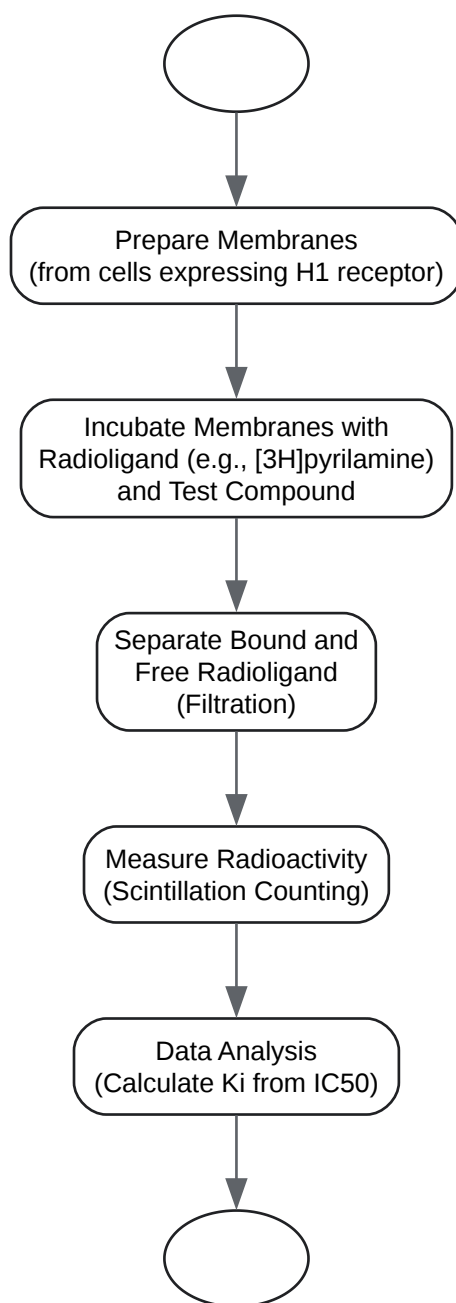 Prepare Membranes
(from cells expressing H1 receptor)
Incubate Membranes with
Radioligand (e.g., [3H]pyrilamine)
and Test Compound
Separate Bound and
Free Radioligand
(Filtration)
Measure Radioactivity
(Scintillation Counting)
Data Analysis
(Calculate Ki from IC50)